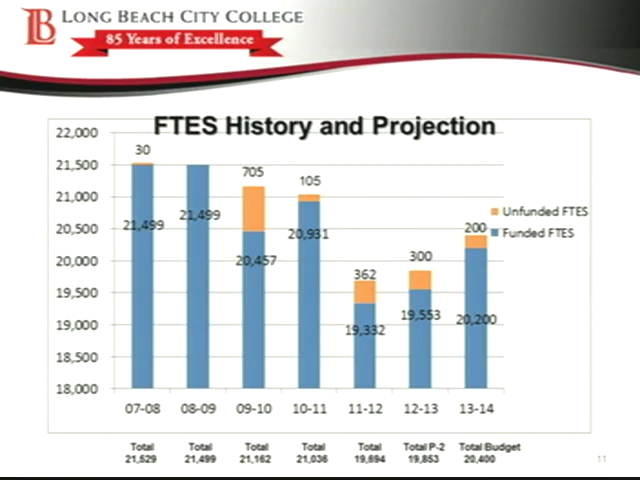 LB LONG BEACH CITY COLLEGE
85 Years of Excellence
FTES History and Projection
22,000
21,500
21,000
20,500
20,000
19,500
19,000
18,500
18,000
30
705
105
362
300
200
21,499
21,499
20,457
20,931
19,332
19,553
20,200
Unfunded FTES
Funded FTES
07-08 08-09 09-10 10-11 11-12 12-13 13-14
Total Total Total Total Total Total P-2 Total Budget
21,529 21,499 21,162 21,036 19,694 19,853 20,400
11